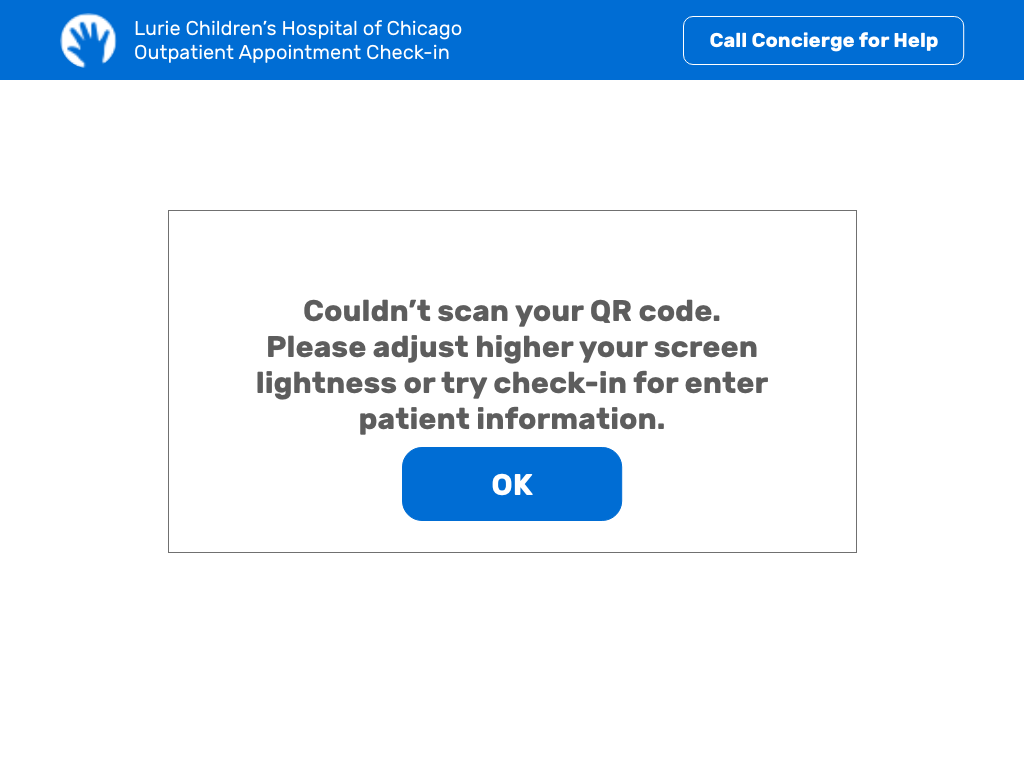 Lurie Children’s Hospital of Chicago
Outpatient Appointment Check-in
Call Concierge for Help
Couldn’t scan your QR code.
Please adjust higher your screen
lightness or try check-in for enter
patient information.
OK